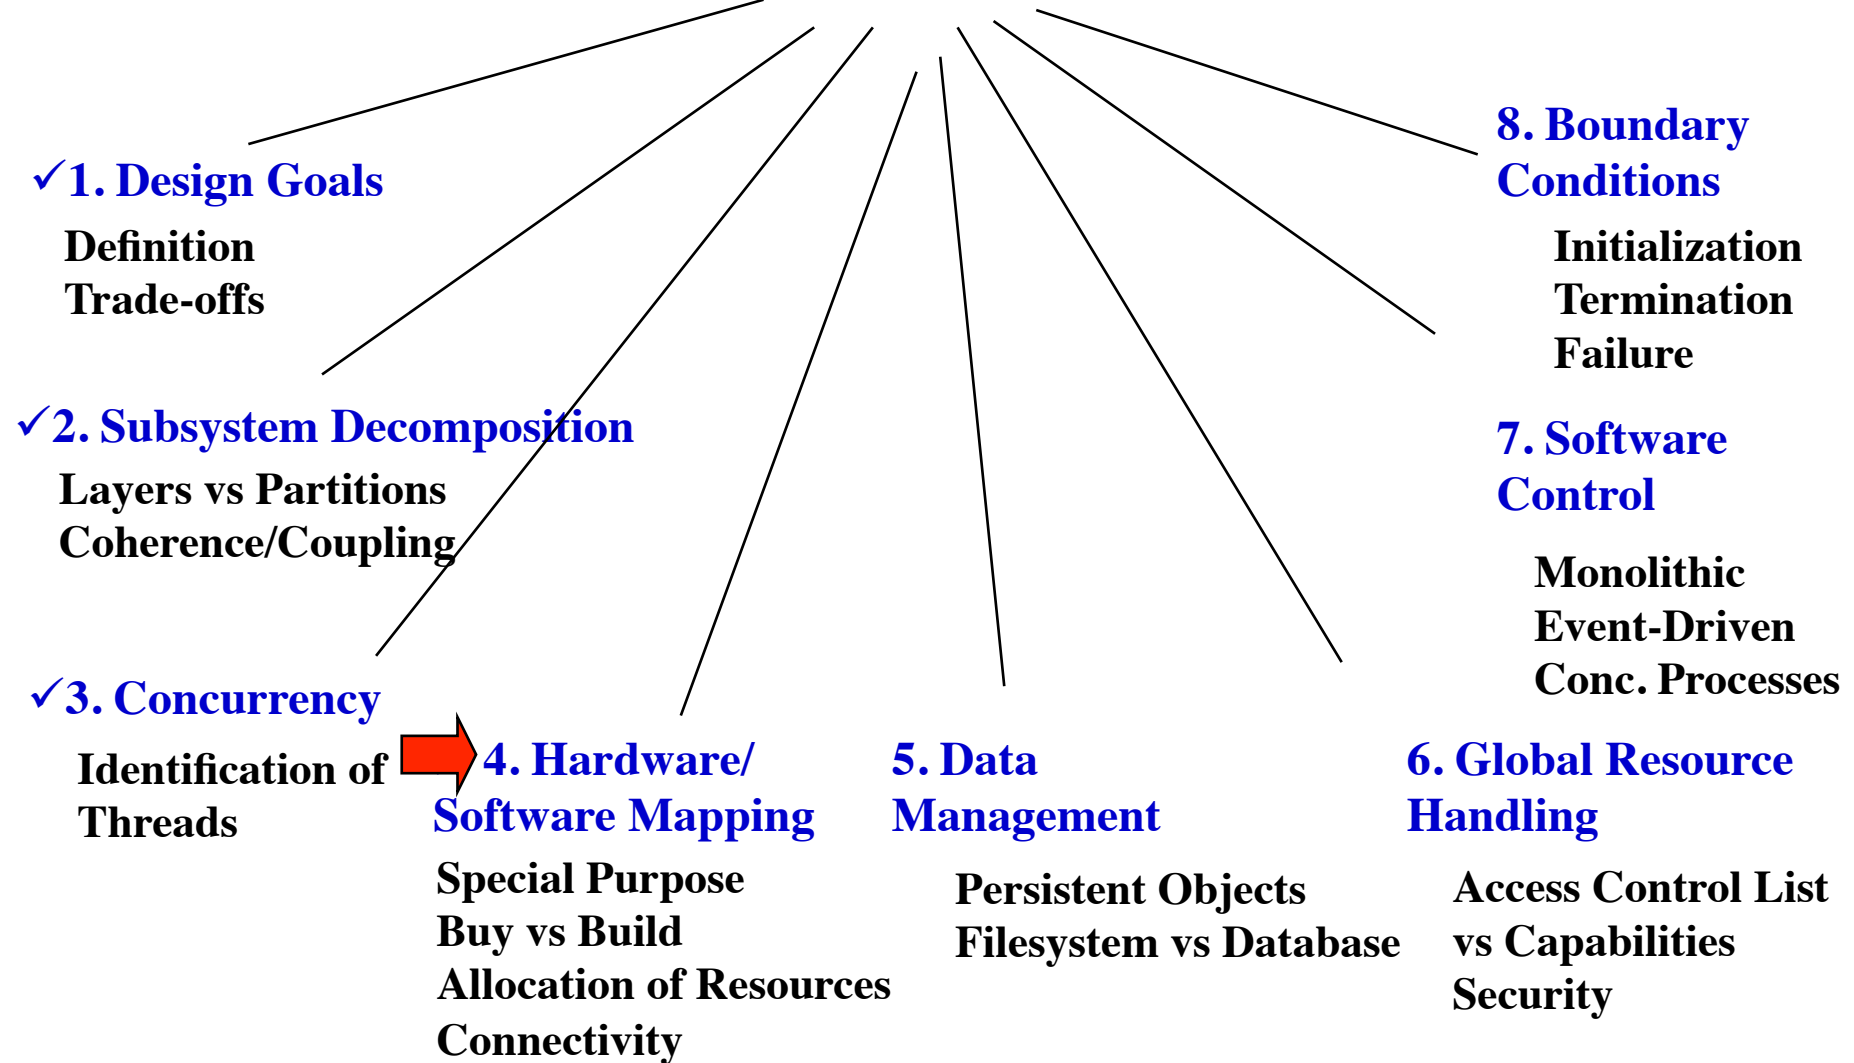 ✓1. Design Goals
Definition
Trade-offs
✓2. Subsystem Decomposition
Layers vs Partitions
Coherence/Coupling
✓3. Concurrency
Identification of
Threads
4. Hardware/
Software Mapping
Special Purpose
Buy vs Build
Allocation of Resources
Connectivity
5. Data
Management
Persistent Objects
Filesystem vs Database
6. Global Resource
Handling
Access Control List
vs Capabilities
Security
7. Software
Control
Monolithic
Event-Driven
Conc. Processes
8. Boundary
Conditions
Initialization
Termination
Failure